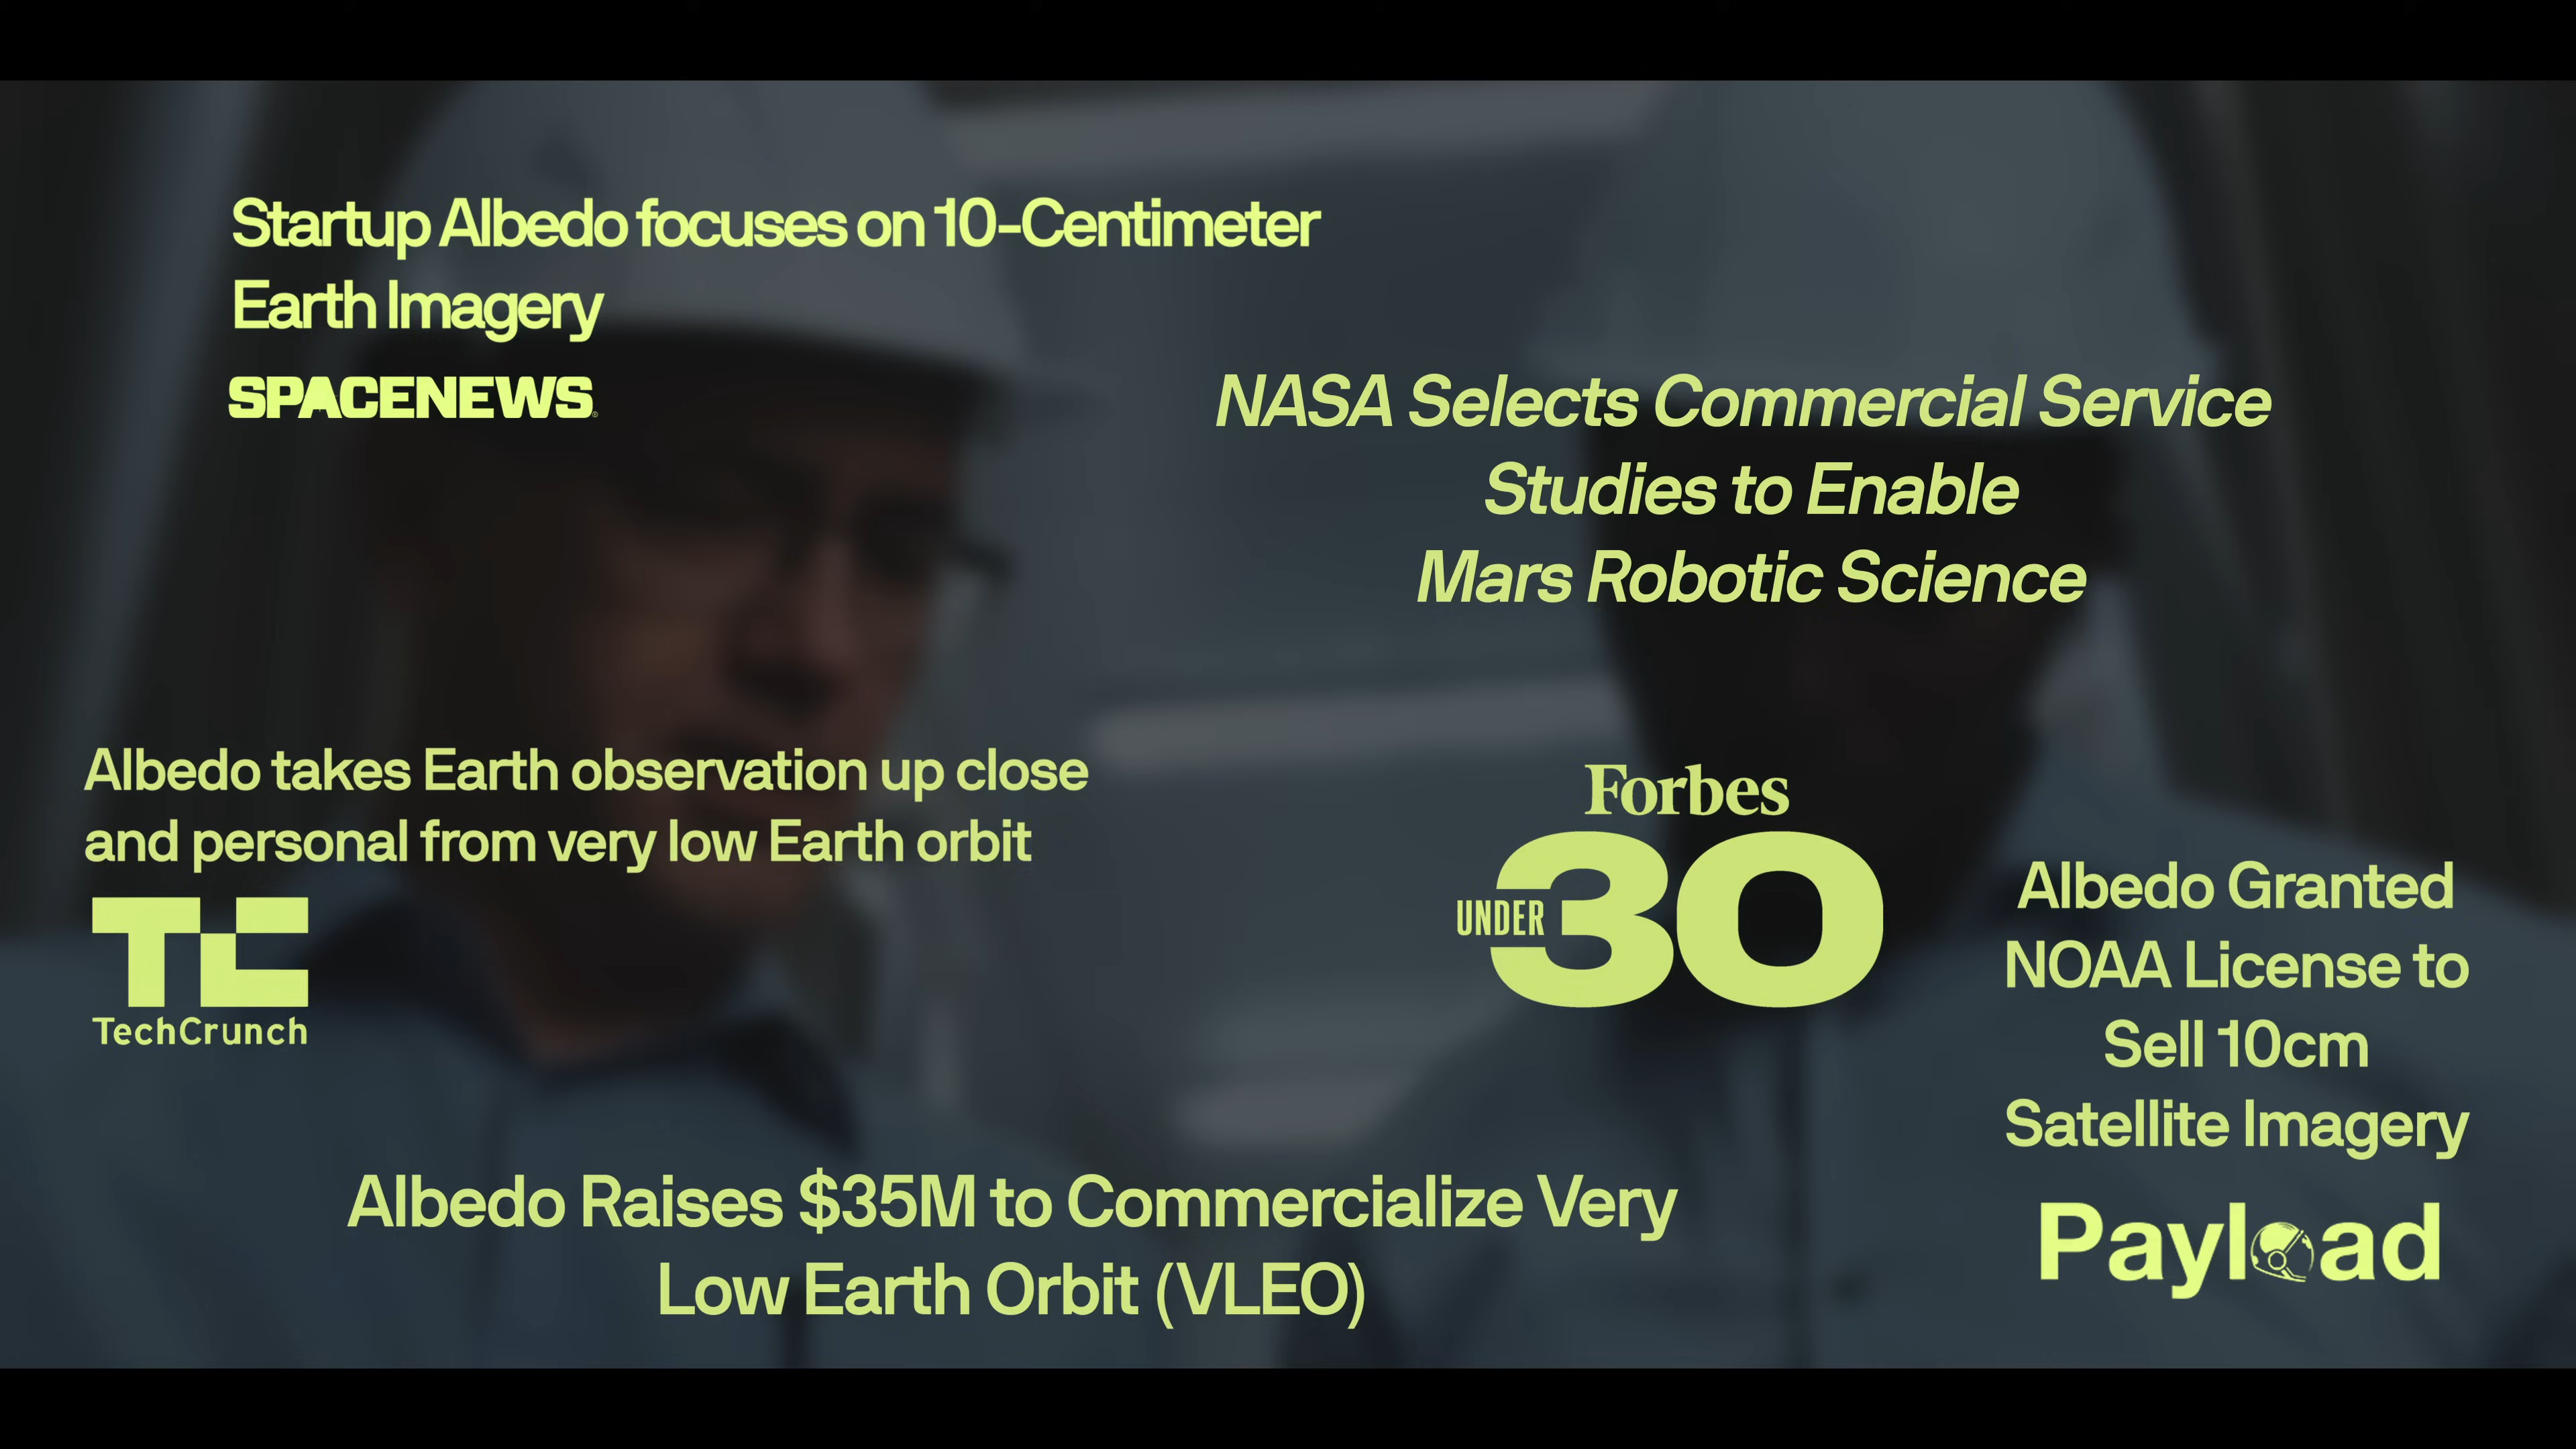 Startup Albedo focuses on 10-Centimeter
Earth Imagery
SPACENEWS®
NASA Selects Commercial Service
Studies to Enable
Mars Robotic Science
Albedo takes Earth observation up close
and personal from very low Earth orbit
TC
TechCrunch
Forbes
UNDER 30
Albedo Granted
NOAA License to
Sell 10cm
Satellite Imagery
Payload
Albedo Raises $35M to Commercialize Very
Low Earth Orbit (VLEO)